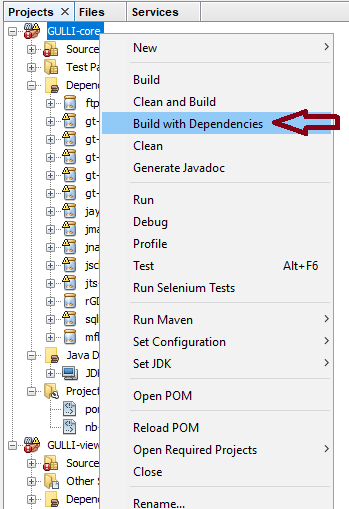 Projects
Files
Services
GULLI-core
Source
Test Pa
Depend
ftp
gt-
gt-
gt-
gt-
gt-
jay
jma
jna
jsc
jts-
rGD
sqli
mfl
Java D
JDK
Project
pom
nb-
GULLI-view
Source
Other S
Depend
New
Build
Clean and Build
Build with Dependencies
Clean
Generate Javadoc
Run
Debug
Profile
Test Alt+F6
Run Selenium Tests
Run Maven
Set Configuration
Set JDK
Open POM
Reload POM
Open Required Projects
Close
Rename...